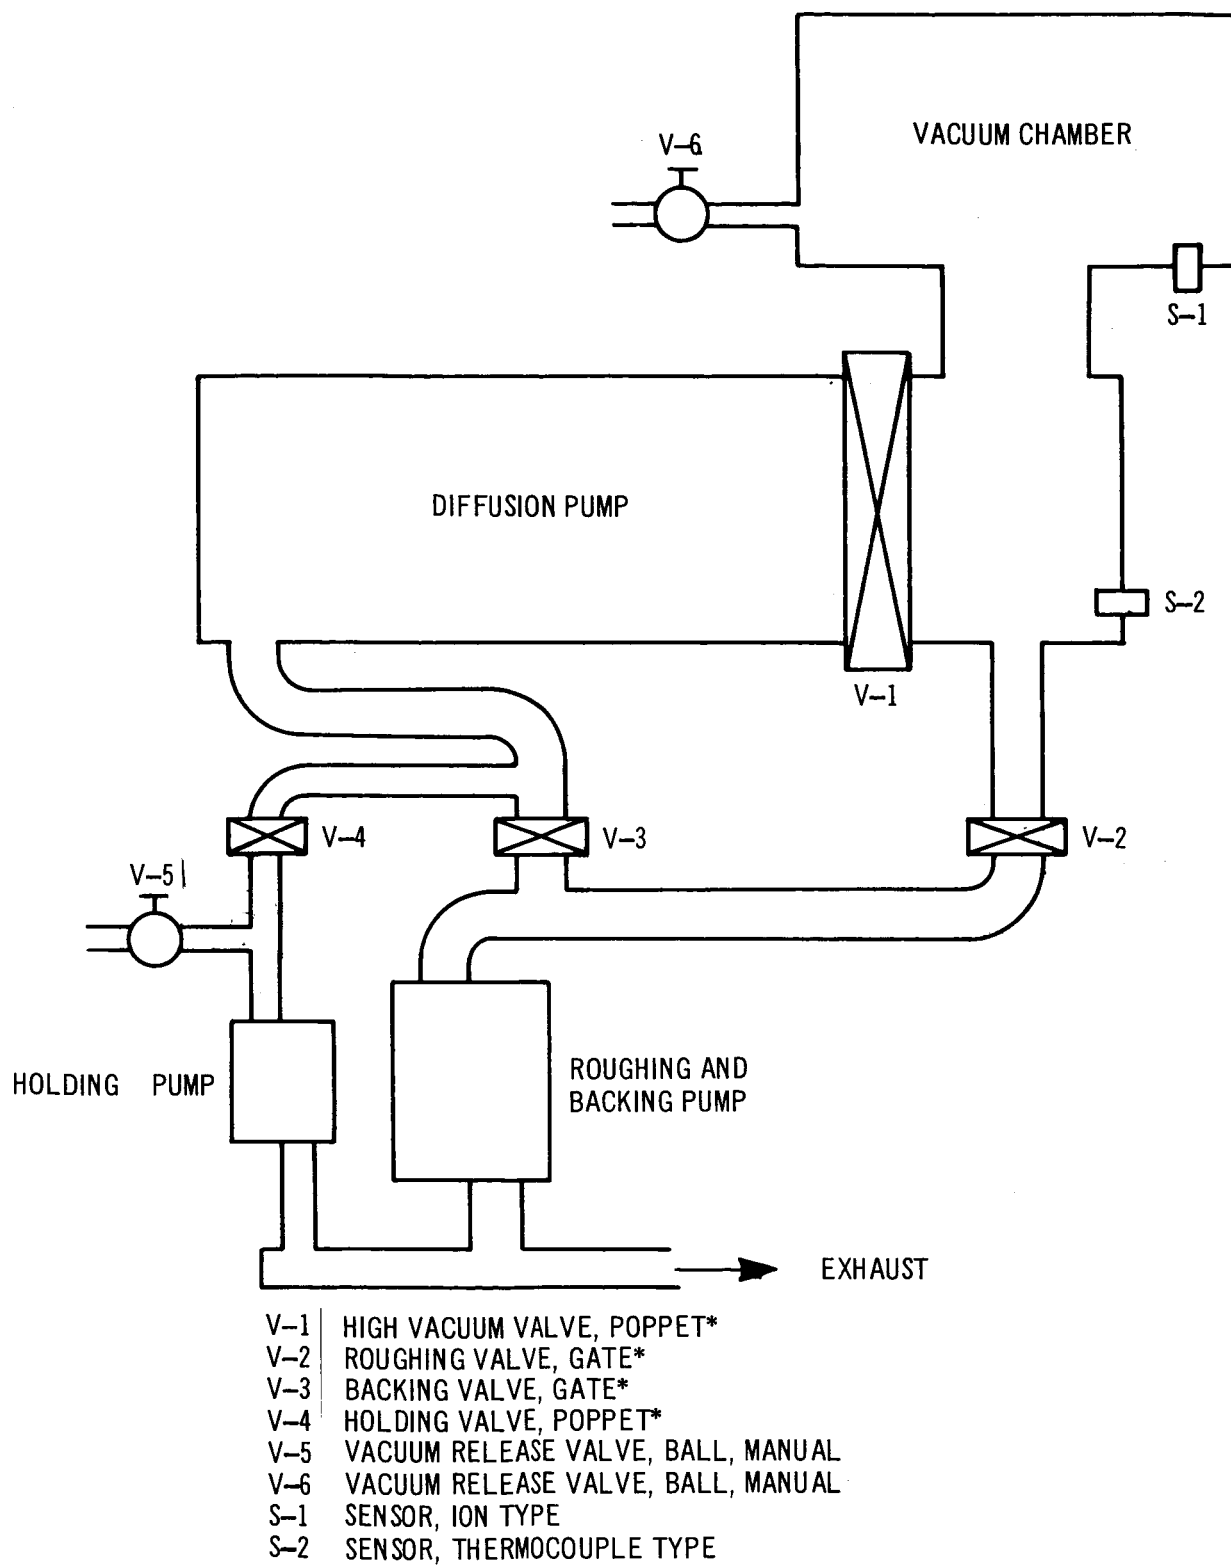 VACUUM CHAMBER
V-6
S-1
DIFFUSION PUMP
S-2
V-1
V-4
V-3
V-2
V-5
HOLDING PUMP
ROUGHING AND
BACKING PUMP
EXHAUST
V-1 HIGH VACUUM VALVE, POPPET*
V-2 ROUGHING VALVE, GATE*
V-3 BACKING VALVE, GATE*
V-4 HOLDING VALVE, POPPET*
V-5 VACUUM RELEASE VALVE, BALL, MANUAL
V-6 VACUUM RELEASE VALVE, BALL, MANUAL
S-1 SENSOR, ION TYPE
S-2 SENSOR, THERMOCOUPLE TYPE